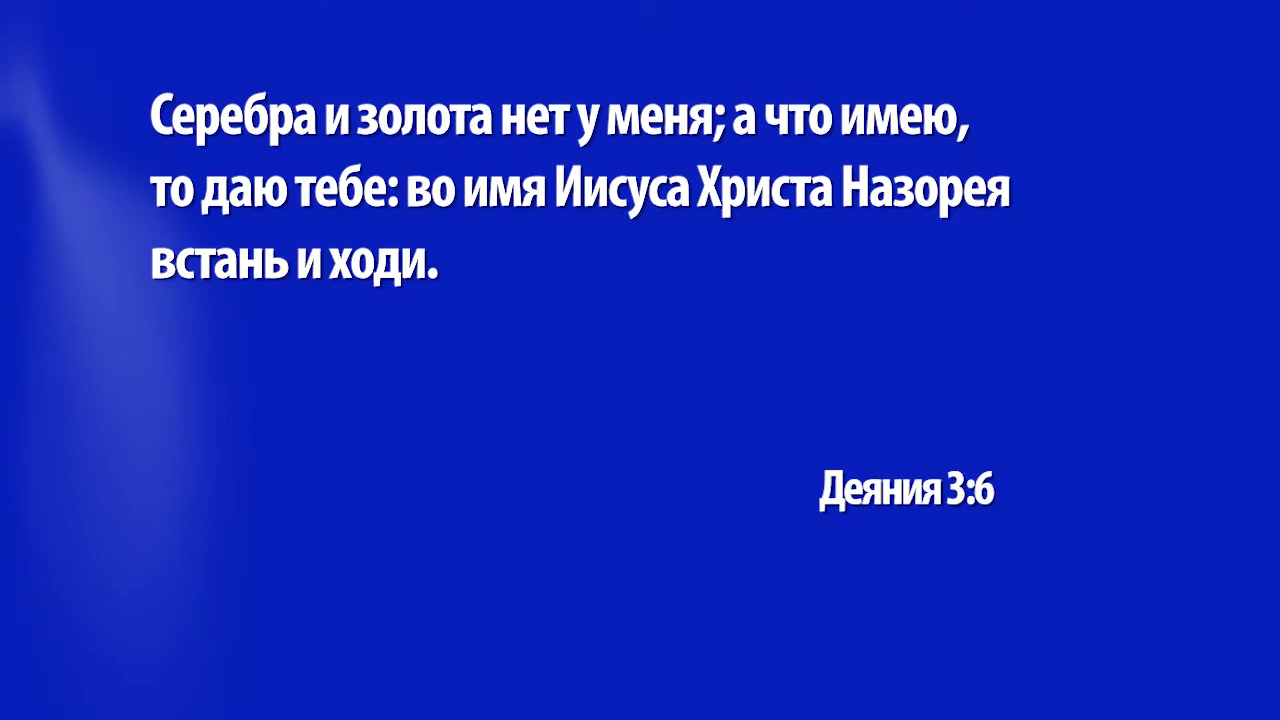 Серебра и золота нет у меня; а что имею,
то даю тебе: во имя Иисуса Христа Назорея
встань и ходи.
Деяния 3:6